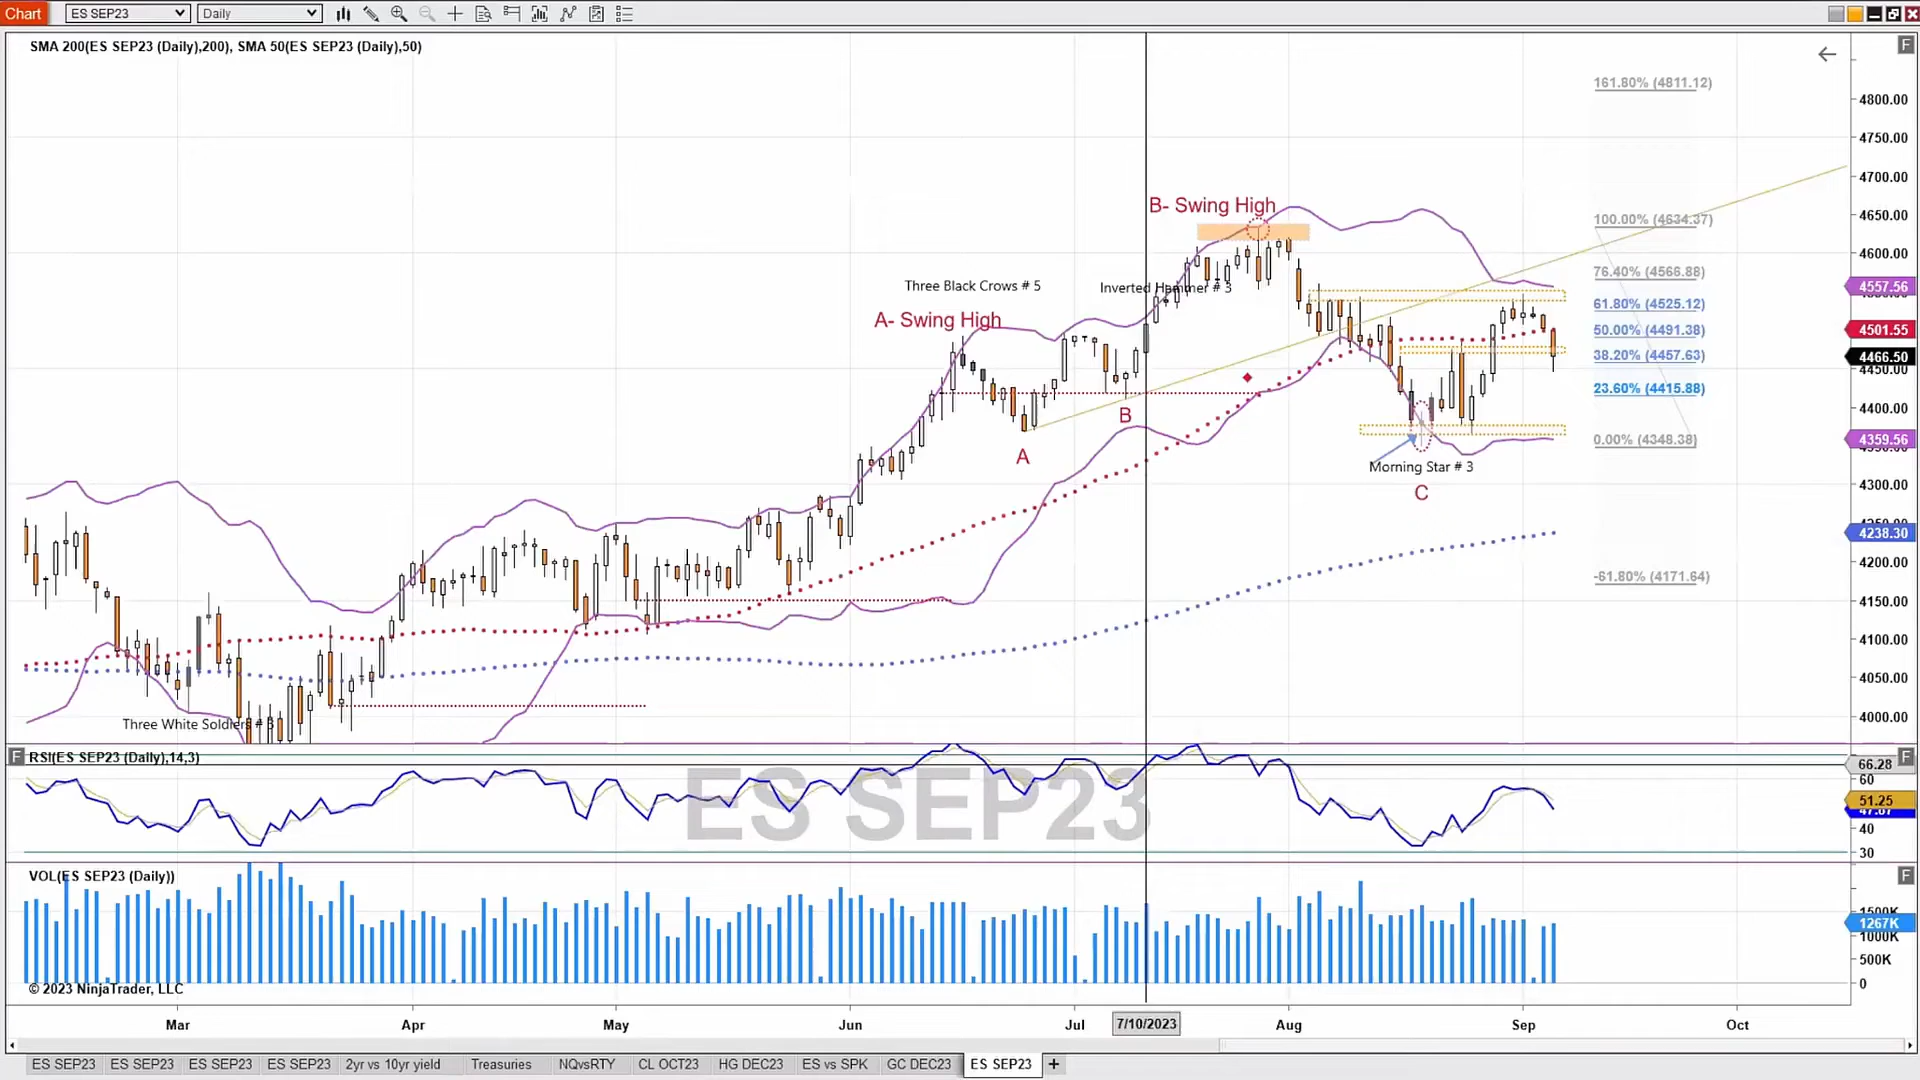 Chart ES SEP23 Daily
SMA 200(ES SEP23 (Daily),200), SMA 50(ES SEP23 (Daily),50)
F
161.80% (4811.12)
4800.00
4750.00
4700.00
B- Swing High
4650.00
100.00% (4634.37)
4600.00
76.40% (4566.88)
Three Black Crows # 5
Inverted Hammer # 3
4557.56
61.80% (4525.12)
A- Swing High
50.00% (4491.38)
4501.55
38.20% (4457.63)
4466.50
4450.00
23.60% (4415.88)
4400.00
B
0.00% (4348.38)
4359.56
A
Morning Star # 3
C
4300.00
4238.30
4200.00
-61.80% (4171.64)
4150.00
4100.00
4050.00
4000.00
Three White Soldiers # 3
F RSI(ES SEP23 (Daily),14,3)
F
66.28
60
51.25
40
30
ES SEP23
VOL(ES SEP23 (Daily))
F
1500K
1267K
1000K
500K
0
© 2023 NinjaTrader, LLC
Mar Apr May Jun Jul 7/10/2023 Aug Sep Oct
ES SEP23 ES SEP23 ES SEP23 ES SEP23 2yr vs 10yr yield Treasuries NQvsRTY CL OCT23 HG DEC23 ES vs SPK GC DEC23 ES SEP23 +